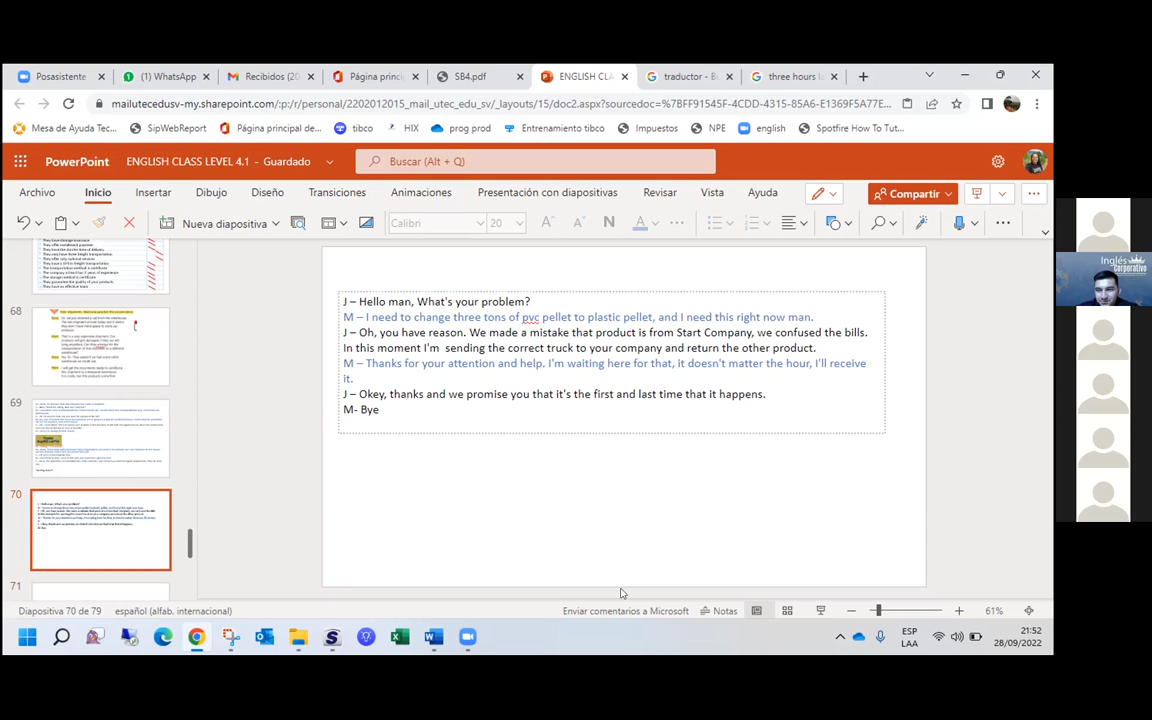 Posasistente
(1) WhatsApp
Recibidos (20
Página princi
SB4.pdf
ENGLISH CLA
traductor - B
three hours l
mailutecedusv-my.sharepoint.com/:p:/r/personal/2202012015_mail_utec_edu_sv/_layouts/15/doc2.aspx?sourcedoc=%7BFF91545F-4CDD-4315-85A6-E1369F5A77E...
Mesa de Ayuda Tec...
SipWebReport
Página principal de...
tibco
HIX
prog prod
Entrenamiento tibco
Impuestos
NPE
english
Spotfire How To Tut...
PowerPoint
ENGLISH CLASS LEVEL 4.1 - Guardado
Buscar (Alt + Q)
Archivo
Inicio
Insertar
Dibujo
Diseño
Transiciones
Animaciones
Presentación con diapositivas
Revisar
Vista
Ayuda
Compartir
Nueva diapositiva
Calibri
20
N
A
68
69
70
71
J – Hello man, What's your problem?
M – I need to change three tons of pvc pellet to plastic pellet, and I need this right now man.
J – Oh, you have reason. We made a mistake that product is from Start Company, we confused the bills.
In this moment I'm sending the correct truck to your company and return the other product.
M – Thanks for your attention and help. I'm waiting here for that, it doesn't matter the hour, I'll receive
it.
J – Okey, thanks and we promise you that it's the first and last time that it happens.
M- Bye
Inglés
Corporativo
Diapositiva 70 de 79
español (alfab. internacional)
Enviar comentarios a Microsoft
Notas
61%
ESP
LAA
21:52
28/09/2022